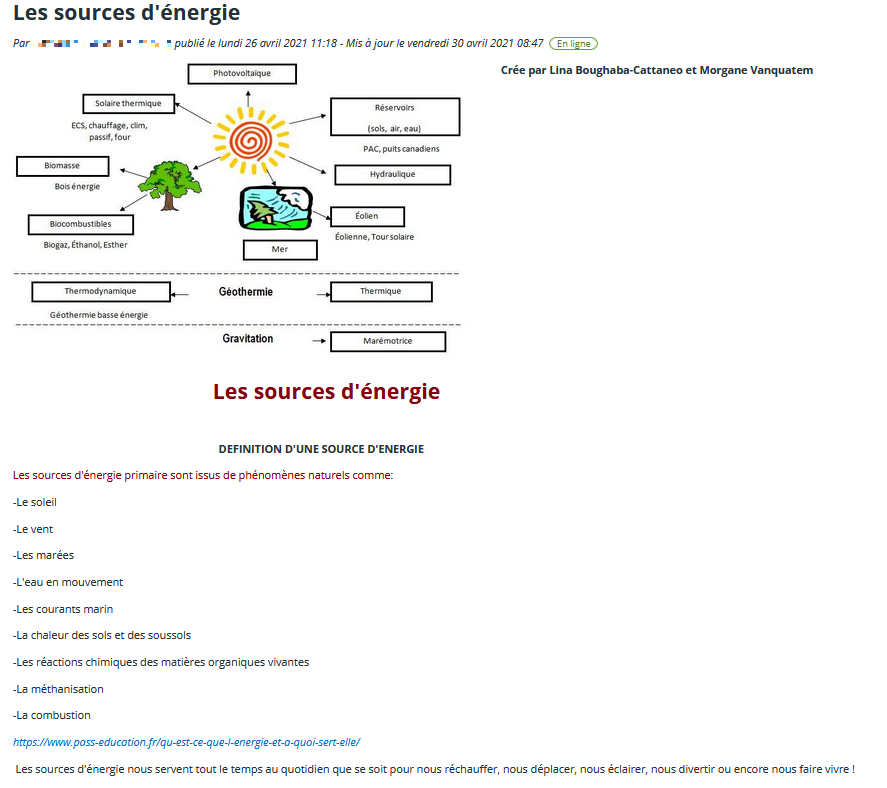 Les sources d'énergie
Par publié le lundi 26 avril 2021 11:18 - Mis à jour le vendredi 30 avril 2021 08:47 En ligne
Crée par Lina Boughaba-Cattaneo et Morgane Vanquatem
Photovoltaïque
Solaire thermique
ECS, chauffage, clim,
passif, four
Réservoirs
(sols, air, eau)
PAC, puits canadiens
Biomasse
Bois énergie
Hydraulique
Biocombustibles
Biogaz, Éthanol, Esther
Éolien
Éolienne, Tour solaire
Mer
Thermodynamique
Géothermie
Thermique
Géothermie basse énergie
Gravitation
Marémotrice
Les sources d'énergie
DEFINITION D'UNE SOURCE D'ENERGIE
Les sources d'énergie primaire sont issus de phénomènes naturels comme:
-Le soleil
-Le vent
-Les marées
-L'eau en mouvement
-Les courants marin
-La chaleur des sols et des soussols
-Les réactions chimiques des matières organiques vivantes
-La méthanisation
-La combustion
https://www.pass-education.fr/qu-est-ce-que-l-energie-et-a-quoi-sert-elle/
Les sources d'énergie nous servent tout le temps au quotidien que se soit pour nous réchauffer, nous déplacer, nous éclairer, nous divertir ou encore nous faire vivre !